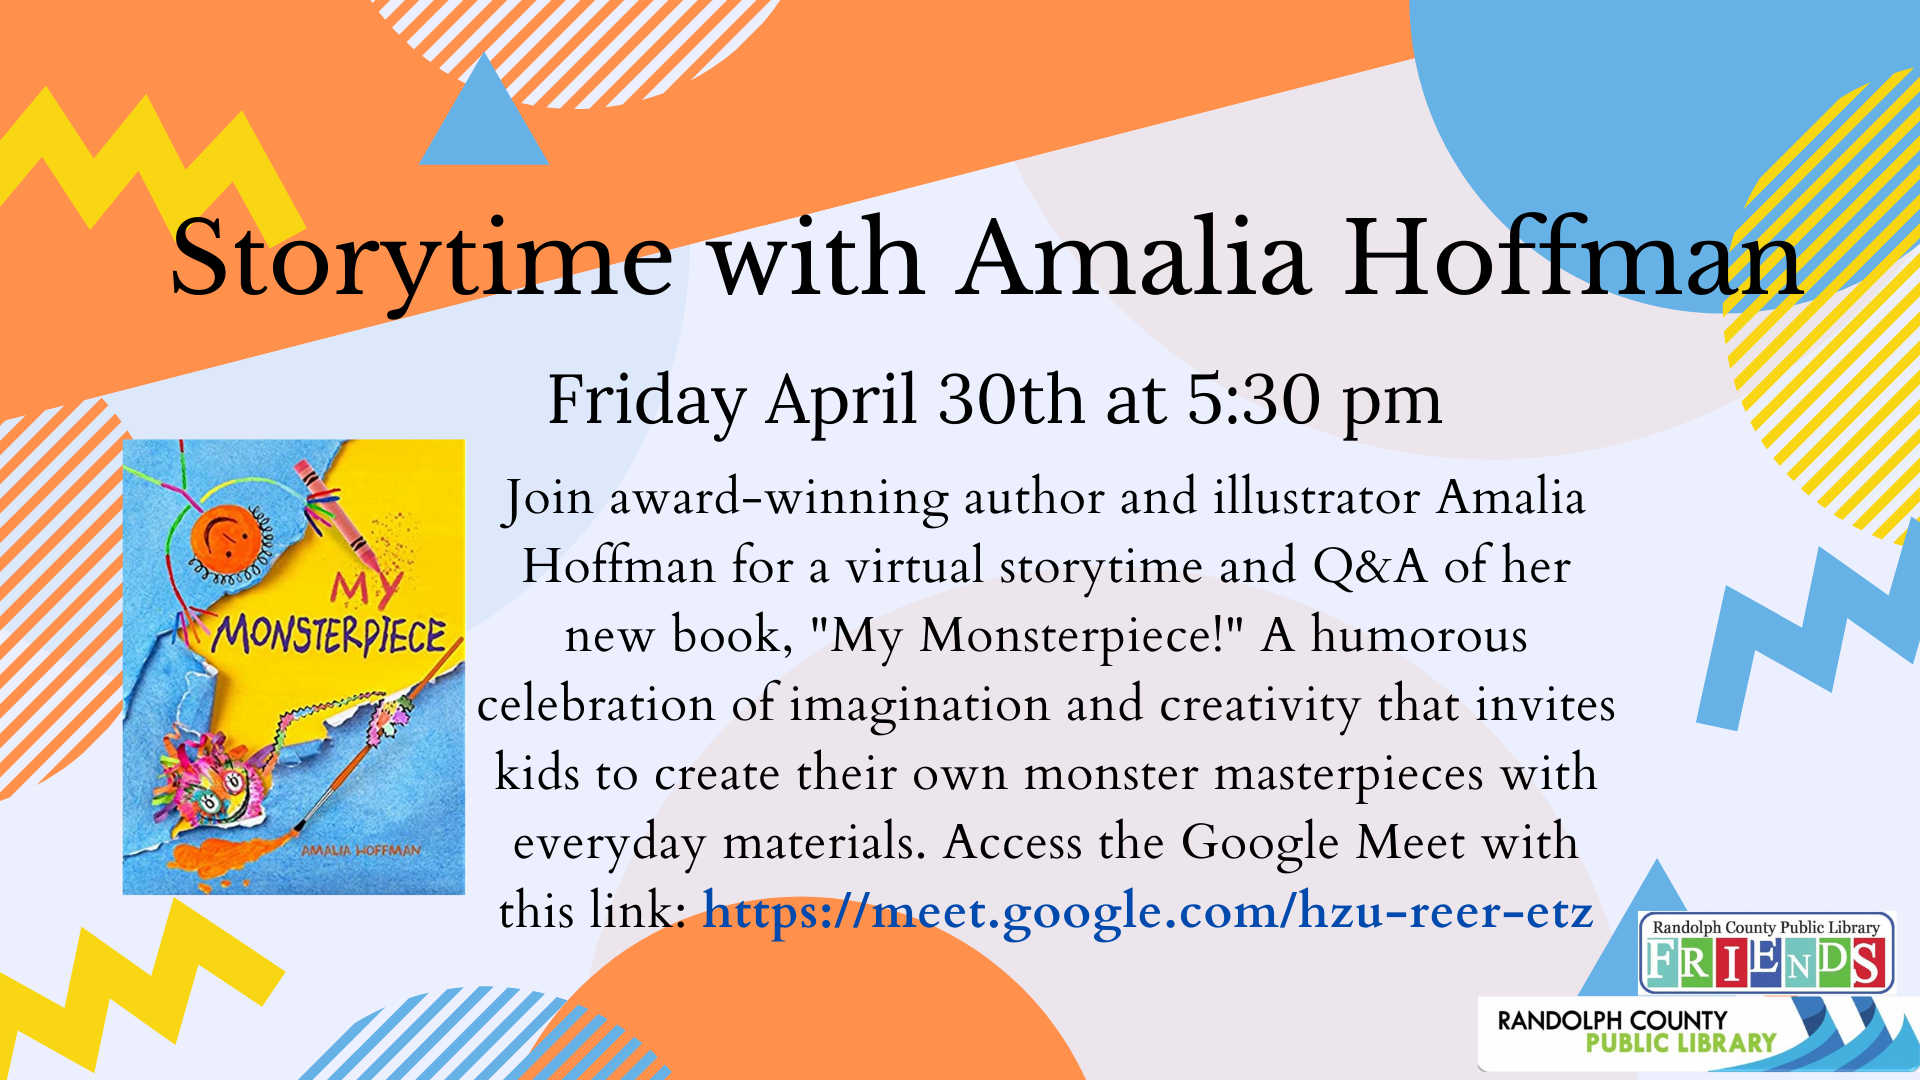 Storytime with Amalia Hoffman
Friday April 30th at 5:30 pm
MY
MONSTERPIECE
AMALIA HOFFMAN
Join award-winning author and illustrator Amalia
Hoffman for a virtual storytime and Q&A of her
new book, "My Monsterpiece!" A humorous
celebration of imagination and creativity that invites
kids to create their own monster masterpieces with
everyday materials. Access the Google Meet with
this link: https://meet.google.com/hzu-reer-etz
Randolph County Public Library
FRIENDS
RANDOLPH COUNTY
PUBLIC LIBRARY